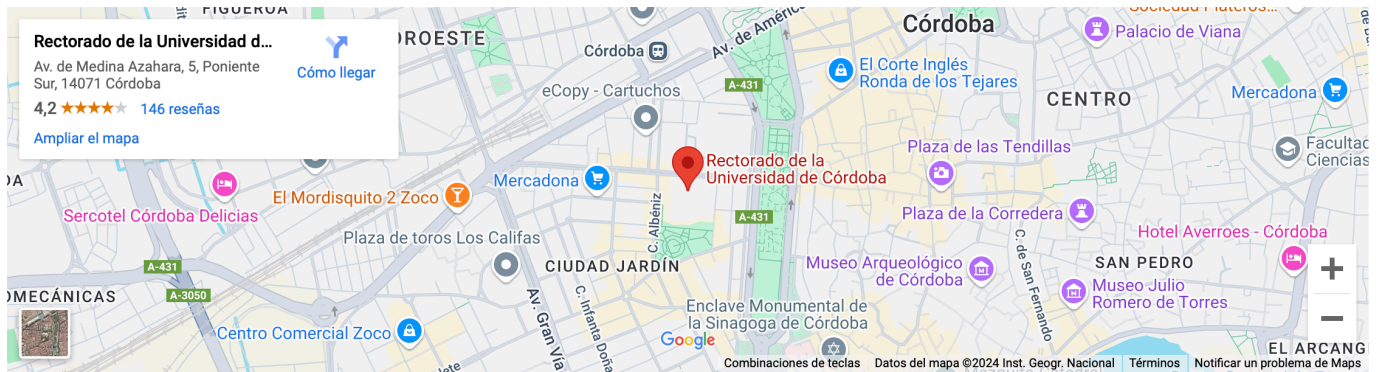 Rectorado de la Universidad d...
Av. de Medina Azahara, 5, Poniente
Sur, 14071 Córdoba
4,2
146 reseñas
Ampliar el mapa
Cómo llegar
FIGUEROA
OROESTE
Córdoba
Av. de América
Córdoba
Palacio de Viana
El Corte Inglés
Ronda de los Tejares
A-431
eCopy - Cartuchos
CENTRO
Mercadona
Plaza de las Tendillas
Facultad
Ciencias
Rectorado de la
Universidad de Córdoba
Mercadona
El Mordisquito 2 Zoco
Sercotel Córdoba Delicias
C. Albéniz
A-431
Plaza de la Corredera
Hotel Averroes - Córdoba
Plaza de toros Los Califas
CIUDAD JARDÍN
A-431
A-3050
OMECÁNICAS
Museo Arqueológico
de Córdoba
C. de San Fernando
SAN PEDRO
Museo Julio
Romero de Torres
Av. Gran Vía
C. Infanta Doña
Enclave Monumental de
la Sinagoga de Córdoba
Centro Comercial Zoco
Google
EL ARCANG
Combinaciones de teclas
Datos del mapa ©2024 Inst. Geogr. Nacional
Términos
Notificar un problema de Maps